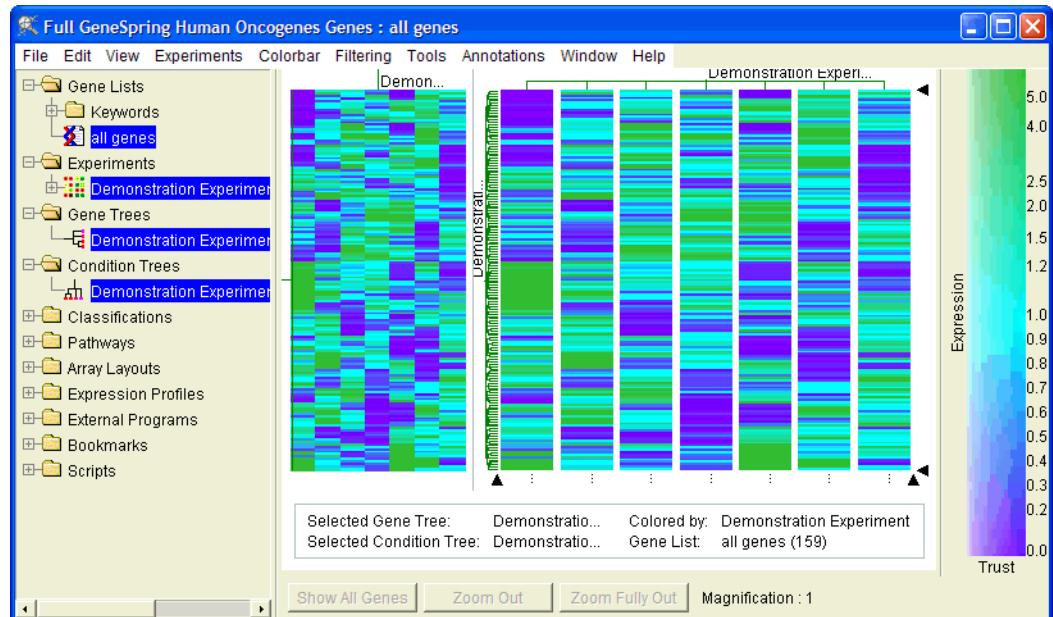 Full GeneSpring Human Oncogenes Genes : all genes
File Edit View Experiments Colorbar Filtering Tools Annotations Window Help
Gene Lists
Keywords
all genes
Experiments
Demonstration Experimer
Gene Trees
Demonstration Experimer
Condition Trees
Demonstration Experimer
Classifications
Pathways
Array Layouts
Expression Profiles
External Programs
Bookmarks
Scripts
Demon...
Demonstration Experi...
Demonstrati...
Selected Gene Tree: Demonstratio... Colored by: Demonstration Experiment
Selected Condition Tree: Demonstratio... Gene List: all genes (159)
Show All Genes Zoom Out Zoom Fully Out Magnification : 1
Expression
5.0
4.0
2.5
2.0
1.5
1.2
1.0
0.9
0.8
0.7
0.6
0.5
0.4
0.3
0.2
0.0
Trust